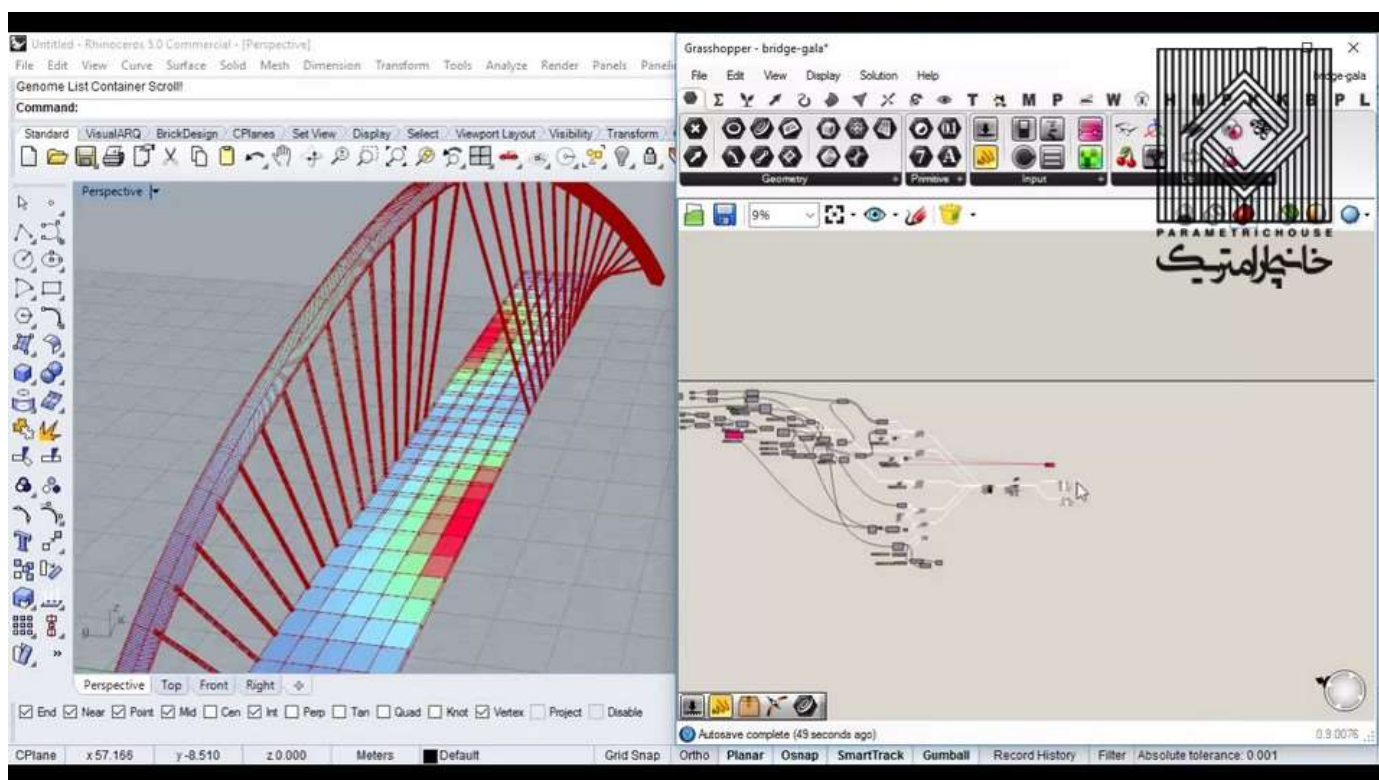 Untitled - Rhinoceros 5.0 Commercial - [Perspective]
File Edit View Curve Surface Solid Mesh Dimension Transform Tools Analyze Render Panels
Genome List Container Scroll!
Command:
Standard VisualARQ BrickDesign CPlanes Set View Display Select Viewport Layout Visibility Transform
Perspective
z
Perspective Top Front Right
End Near Point Mid Cen Int Perp Tan Quad Knot Vertex Project Disable
CPlane x 57.166 y -8.510 z 0.000 Meters Default Grid Snap Ortho Planar Osnap SmartTrack Gumball Record History Filter Absolute tolerance: 0.001
Grasshopper - bridge-gala*
File Edit View Display Solution Help
T M P W
P L
Geometry Primitive Input
9%
PARAMETRICHOUSE
خانه پارامتریک
Autosave complete (49 seconds ago)
0.9.0076